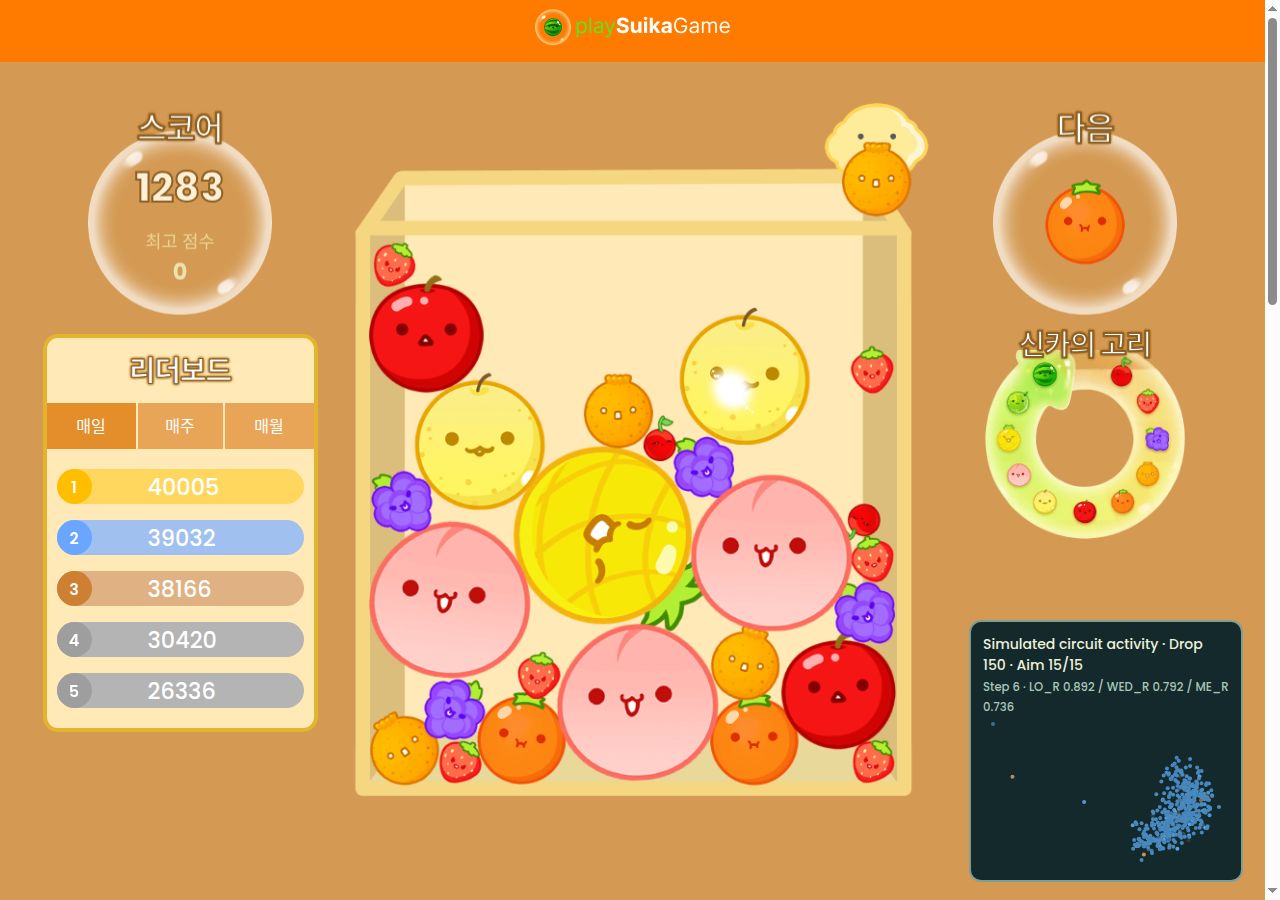 playSuikaGame
스코어
1283
최고 점수
0
리더보드
매일 매주 매월
1 40005
2 39032
3 38166
4 30420
5 26336
다음
신카의 고리
Simulated circuit activity · Drop
150 · Aim 15/15
Step 6 · LO_R 0.892 / WED_R 0.792 / ME_R
0.736